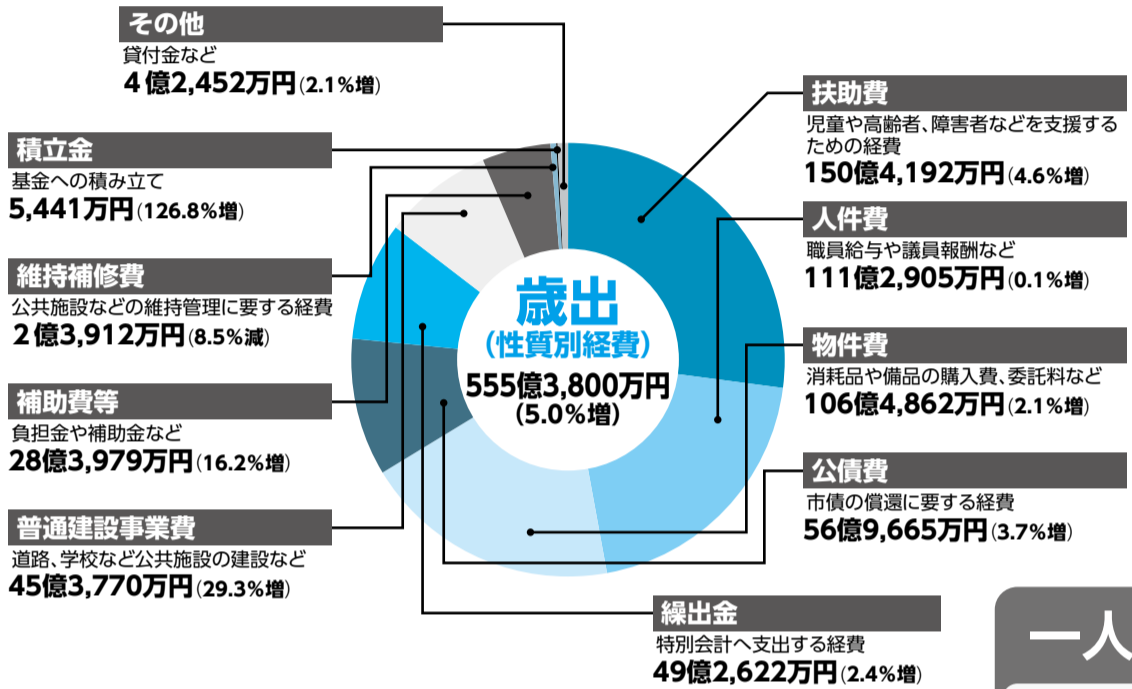 その他
貸付金など
4億2,452万円(2.1%増)
積立金
基金への積み立て
5,441万円(126.8%増)
維持補修費
公共施設などの維持管理に要する経費
2億3,912万円(8.5%減)
補助費等
負担金や補助金など
28億3,979万円(16.2%増)
普通建設事業費
道路、学校など公共施設の建設など
45億3,770万円(29.3%増)
歳出
(性質別経費)
555億3,800万円
(5.0%増)
扶助費
児童や高齢者、障害者などを支援する
ための経費
150億4,192万円(4.6%増)
人件費
職員給与や議員報酬など
111億2,905万円(0.1%増)
物件費
消耗品や備品の購入費、委託料など
106億4,862万円(2.1%増)
公債費
市債の償還に要する経費
56億9,665万円(3.7%増)
繰出金
特別会計へ支出する経費
49億2,622万円(2.4%増)
一人